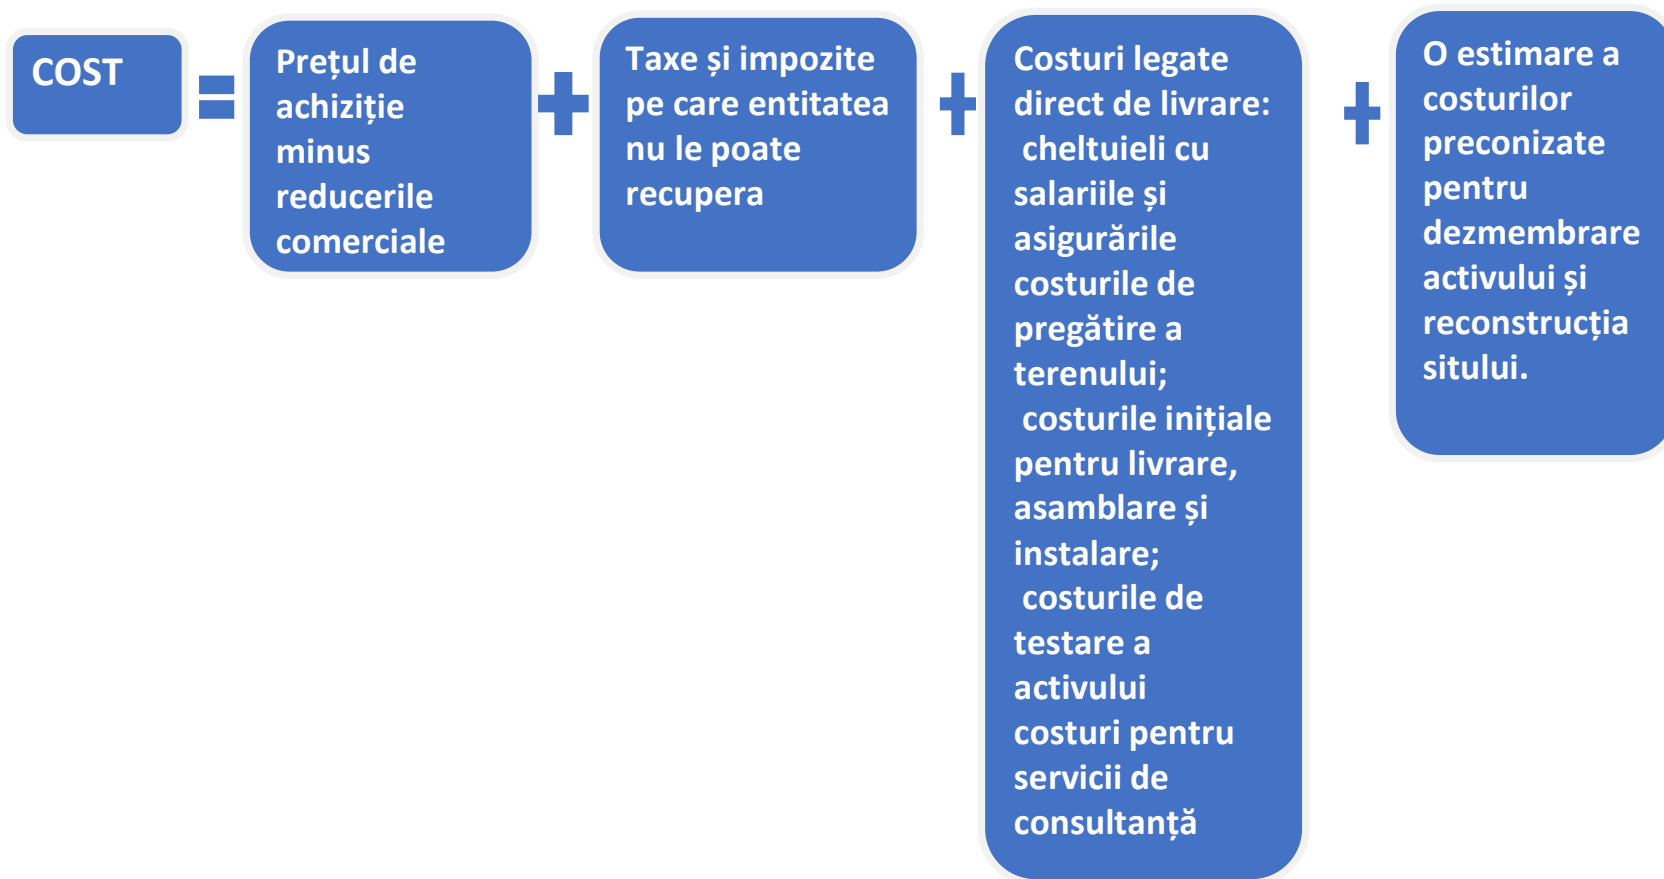 COST
Prețul de
achiziție
minus
reducerile
comerciale
Taxe și impozite
pe care entitatea
nu le poate
recupera
Costuri legate
direct de livrare:
cheltuieli cu
salariile și
asigurările
costurile de
pregătire a
terenului;
costurile inițiale
pentru livrare,
asamblare și
instalare;
costurile de
testare a
activului
costuri pentru
servicii de
consultanță
O estimare a
costurilor
preconizate
pentru
dezmembrare
activului și
reconstrucția
sitului.